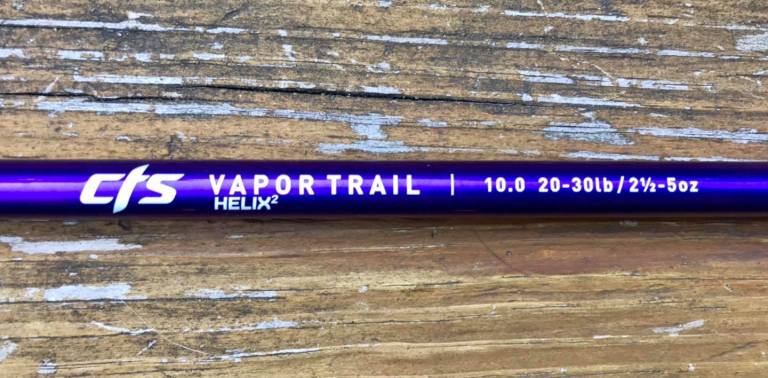 CTS VAPOR TRAIL | 10.0 20-30lb/2½-5oz
HELIX²